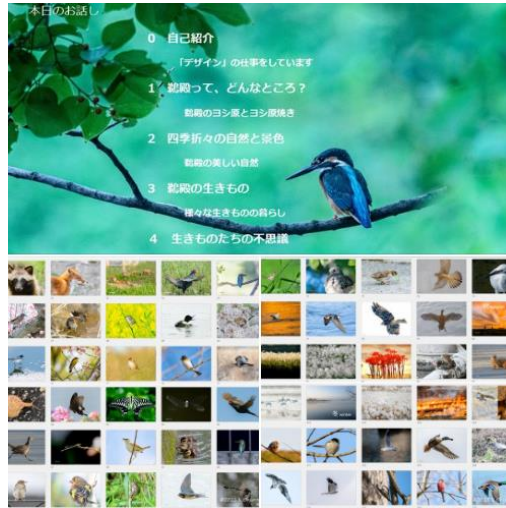 本日のお話し
0 自己紹介
「デザイン」の仕事をしています
1 鵜殿って、どんなところ？
鵜殿のヨシ原とヨシ原焼き
2 四季折々の自然と景色
鵜殿の美しい自然
3 鵜殿の生きもの
様々な生きものの暮らし
4 生きものたちの不思議